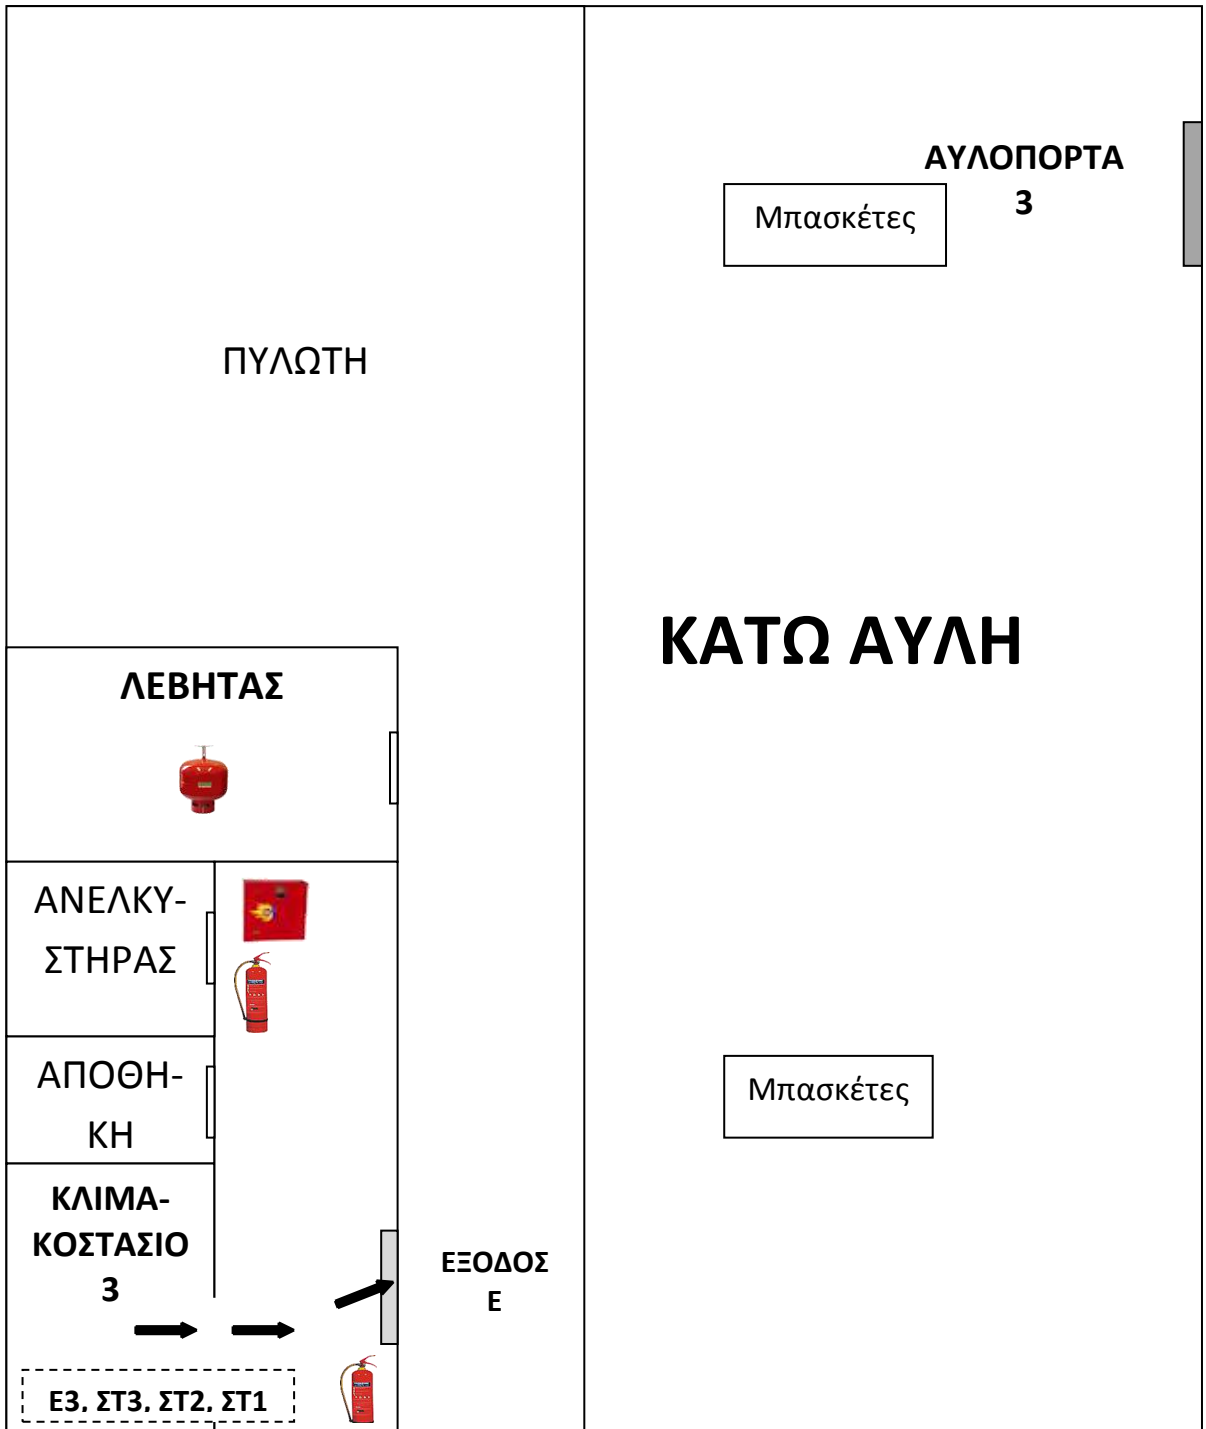 ΑΥΛΟΠΟΡΤΑ
3
Μπασκέτες
ΠΥΛΩΤΗ
ΚΑΤΩ ΑΥΛΗ
ΛΕΒΗΤΑΣ
ΑΝΕΛΚΥ-
ΣΤΗΡΑΣ
ΑΠΟΘΗ-
ΚΗ
Μπασκέτες
ΚΛΙΜΑ-
ΚΟΣΤΑΣΙΟ
3
ΕΞΟΔΟΣ
Ε
Ε3, ΣΤ3, ΣΤ2, ΣΤ1